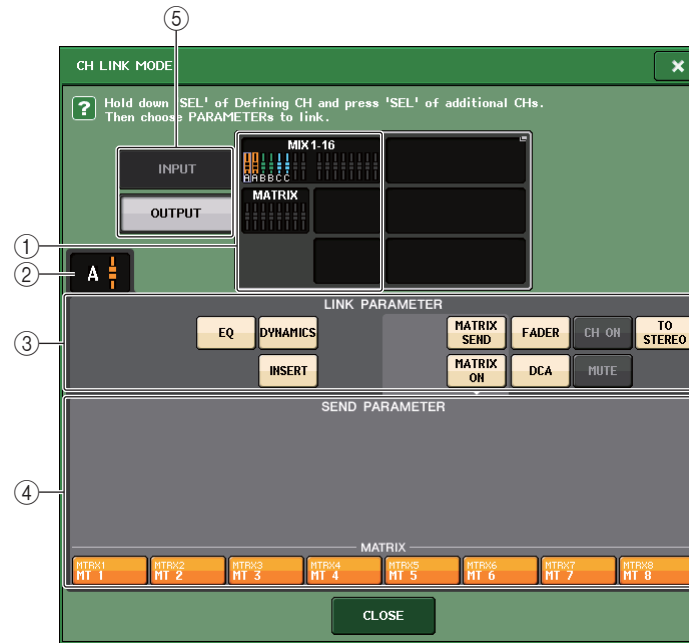 ⑤
CH LINK MODE
? Hold down 'SEL' of Defining CH and press 'SEL' of additional CHs.
Then choose PARAMETERs to link.
INPUT
OUTPUT
MIX1-16
AABBCC
MATRIX
①
②
A
③
LINK PARAMETER
EQ DYNAMICS MATRIX SEND FADER CH ON TO STEREO
INSERT MATRIX ON DCA MUTE
④
SEND PARAMETER
MATRIX
MTRX1 MTRX2 MTRX3 MTRX4 MTRX5 MTRX6 MTRX7 MTRX8
MT 1 MT 2 MT 3 MT 4 MT 5 MT 6 MT 7 MT 8
CLOSE